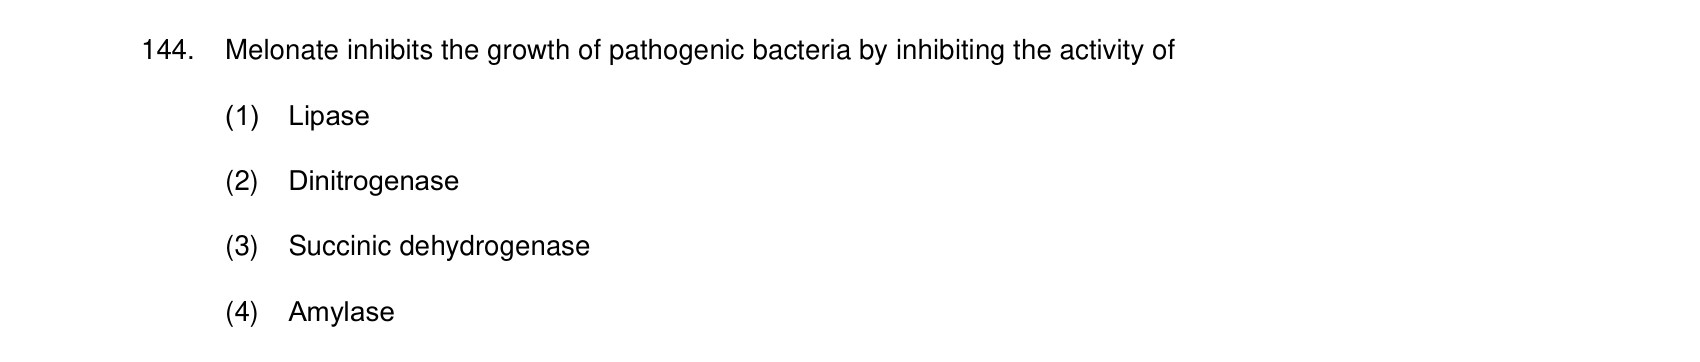 144. Melonate inhibits the growth of pathogenic bacteria by inhibiting the activity of
(1) Lipase
(2) Dinitrogenase
(3) Succinic dehydrogenase
(4) Amylase